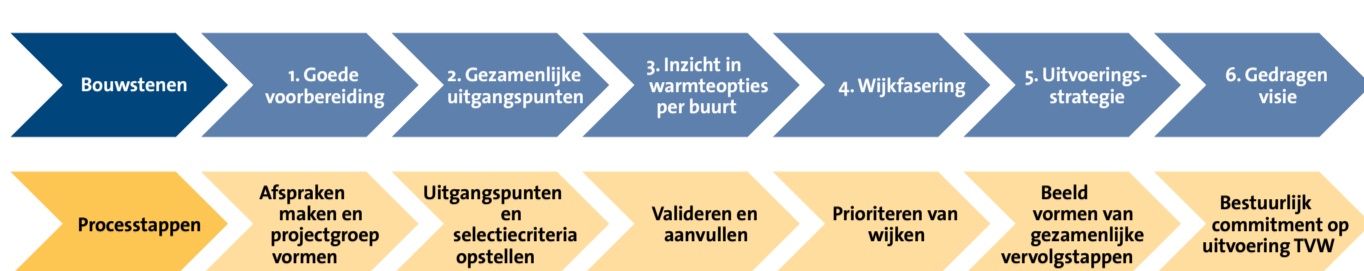 Bouwstenen
1. Goede
voorbereiding
2. Gezamenlijke
uitgangspunten
3. Inzicht in
warmteopties
per buurt
4. Wijkfasering
5. Uitvoerings-
strategie
6. Gedragen
visie
Processtappen
Afspraken
maken en
projectgroep
vormen
Uitgangspunten
en
selectiecriteria
opstellen
Valideren en
aanvullen
Prioriteren van
wijken
Beeld
vormen van
gezamenlijke
vervolgstappen
Bestuurlijk
commitment op
uitvoering TVW